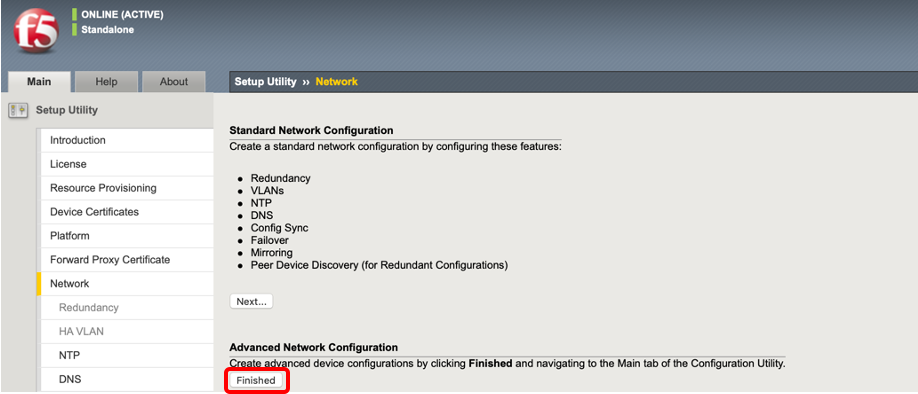 f5
ONLINE (ACTIVE)
Standalone
Main
Help
About
Setup Utility ›› Network
Setup Utility
Introduction
License
Resource Provisioning
Device Certificates
Platform
Forward Proxy Certificate
Network
Redundancy
HA VLAN
NTP
DNS
Standard Network Configuration
Create a standard network configuration by configuring these features:
● Redundancy
● VLANs
● NTP
● DNS
● Config Sync
● Failover
● Mirroring
● Peer Device Discovery (for Redundant Configurations)
Next...
Advanced Network Configuration
Create advanced device configurations by clicking Finished and navigating to the Main tab of the Configuration Utility.
Finished